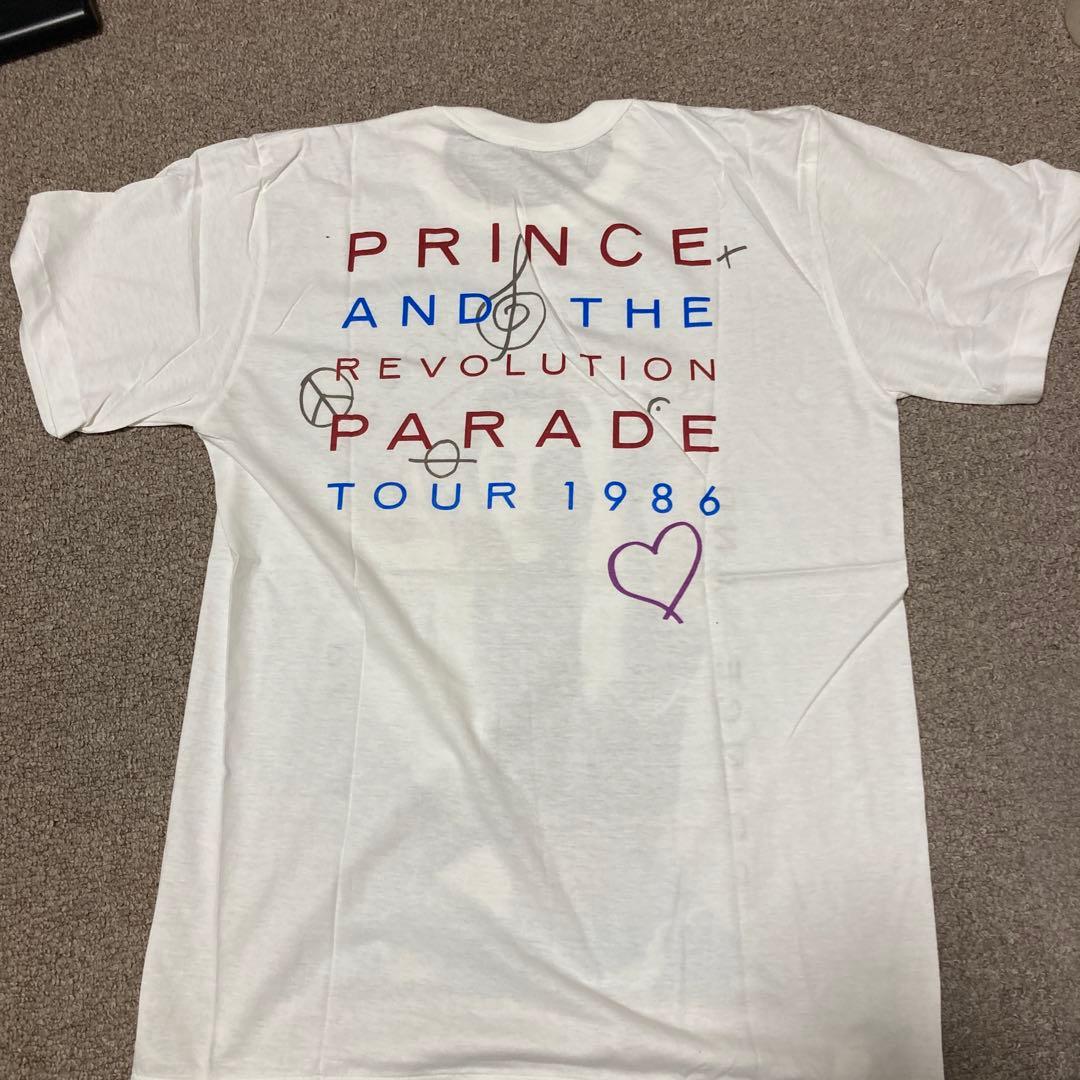 PRINCE
AND THE
REVOLUTION
PARADE
TOUR 1986